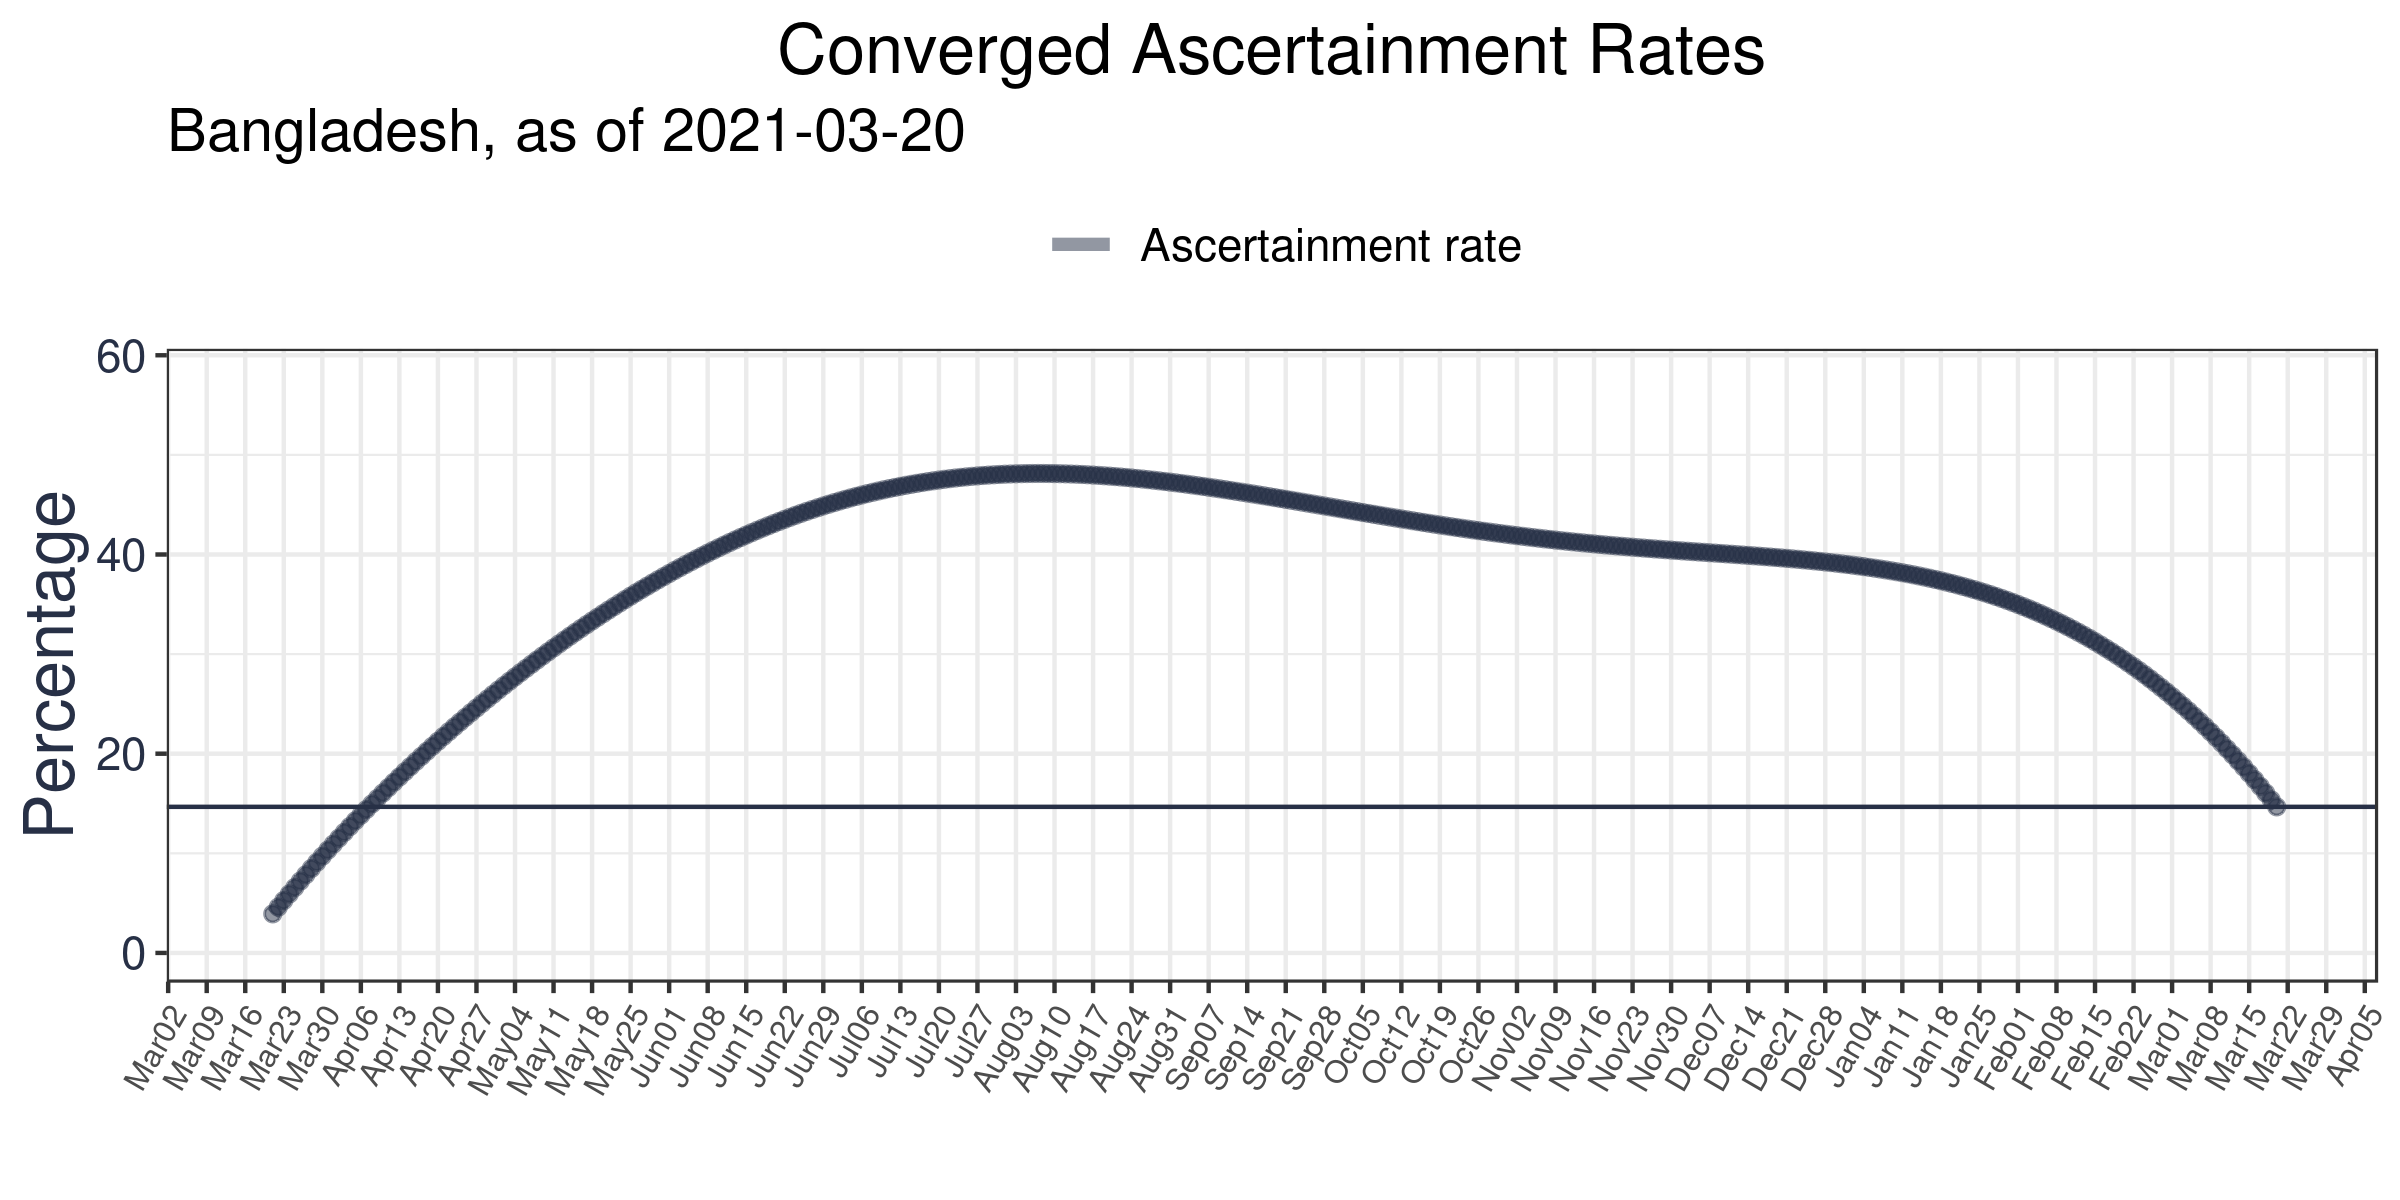 Converged Ascertainment Rates
Bangladesh, as of 2021-03-20
Ascertainment rate
Percentage
60
40
20
0
Mar02 Mar09 Mar16 Mar23 Mar30 Apr06 Apr13 Apr20 Apr27 May04 May11 May18 May25 Jun01 Jun08 Jun15 Jun22 Jun29 Jul06 Jul13 Jul20 Jul27 Aug03 Aug10 Aug17 Aug24 Aug31 Sep07 Sep14 Sep21 Sep28 Oct05 Oct12 Oct19 Oct26 Nov02 Nov09 Nov16 Nov23 Nov30 Dec07 Dec14 Dec21 Dec28 Dec04 Jan11 Jan18 Jan25 Feb01 Feb08 Feb15 Feb22 Mar01 Mar08 Mar15 Mar22 Mar29 Apr05